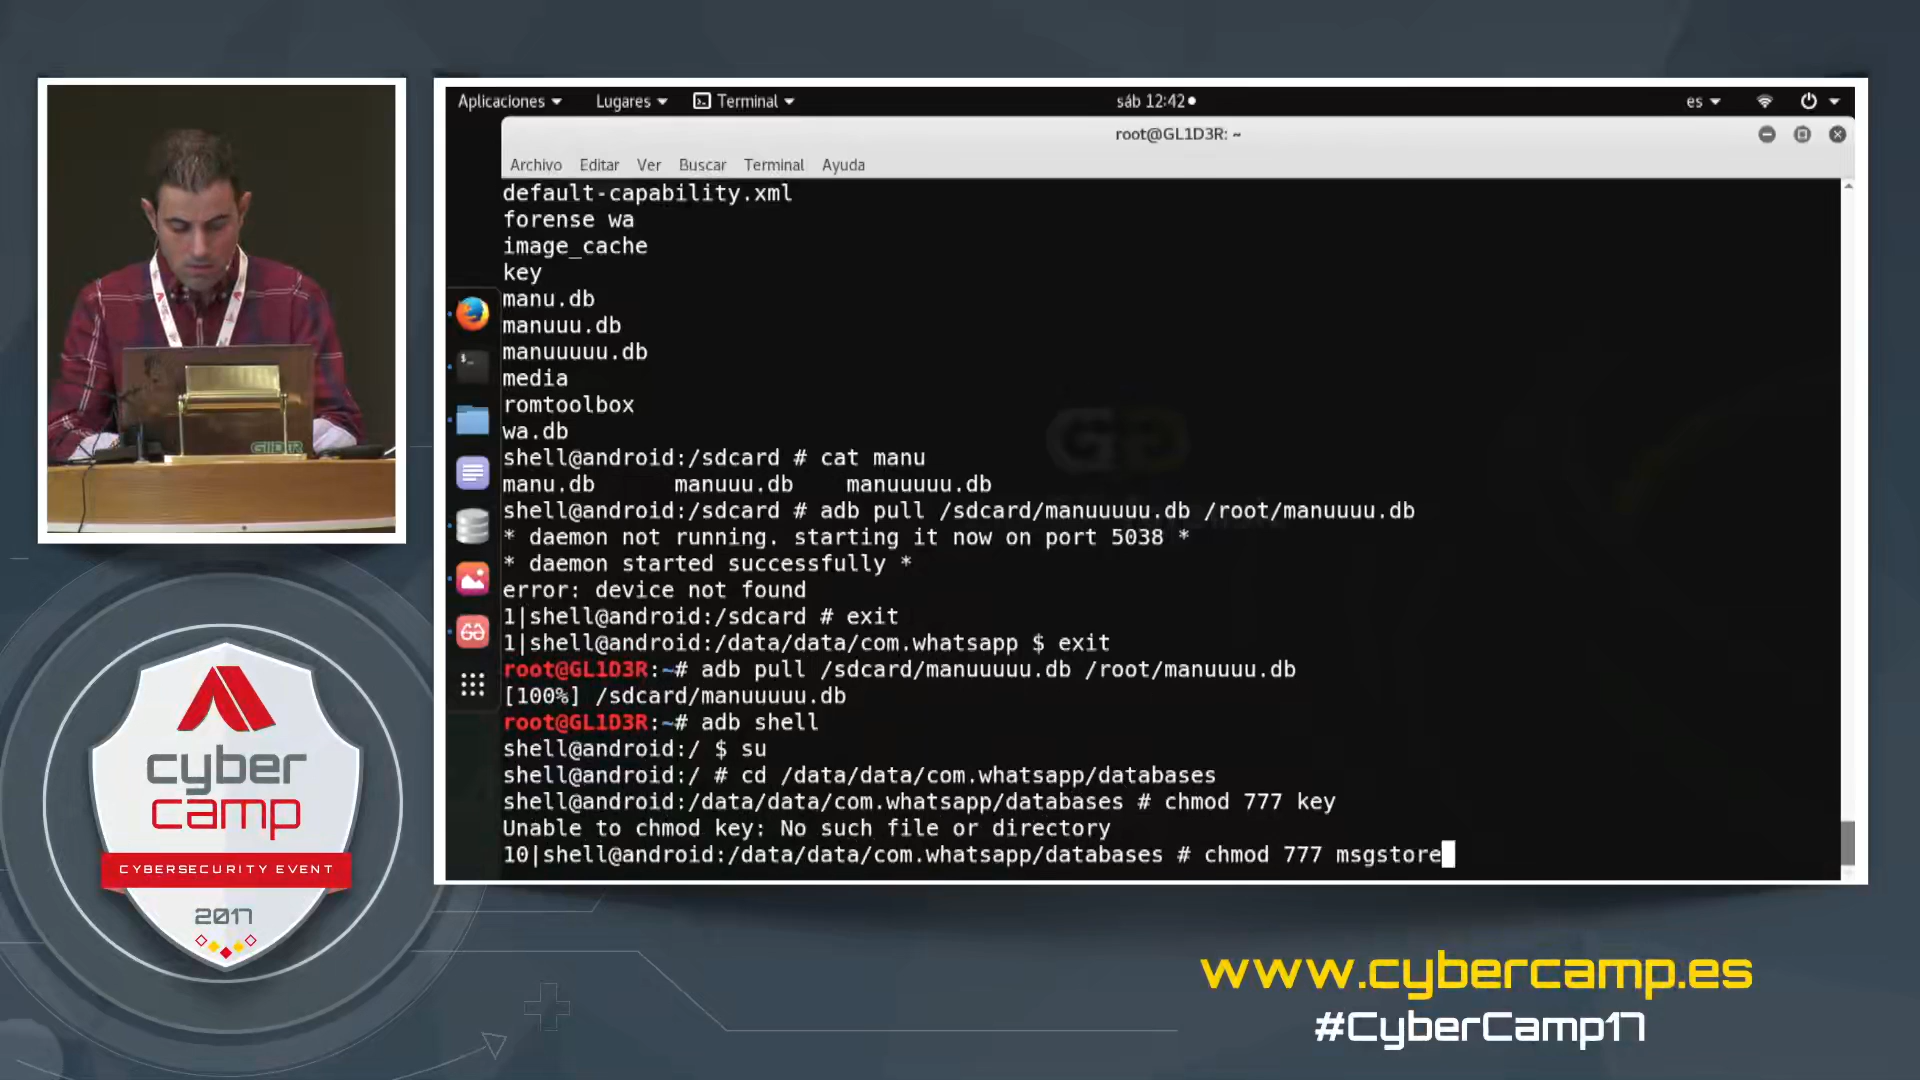 Aplicaciones Lugares Terminal sáb 12:42 es
root@GL1D3R: ~
Archivo Editar Ver Buscar Terminal Ayuda
default-capability.xml
forense wa
image_cache
key
manu.db
manuuu.db
manuuuuu.db
media
romtoolbox
wa.db
shell@android:/sdcard # cat manu
manu.db manuuu.db manuuuuu.db
shell@android:/sdcard # adb pull /sdcard/manuuuuu.db /root/manuuuu.db
* daemon not running. starting it now on port 5038 *
* daemon started successfully *
error: device not found
1|shell@android:/sdcard # exit
1|shell@android:/data/data/com.whatsapp $ exit
root@GL1D3R:~# adb pull /sdcard/manuuuuu.db /root/manuuuu.db
[100%] /sdcard/manuuuuu.db
root@GL1D3R:~# adb shell
shell@android:/ $ su
shell@android:/ # cd /data/data/com.whatsapp/databases
shell@android:/data/data/com.whatsapp/databases # chmod 777 key
Unable to chmod key: No such file or directory
10|shell@android:/data/data/com.whatsapp/databases # chmod 777 msgstore
cyber
camp
CYBERSECURITY EVENT
2017
www.cybercamp.es
#CyberCamp17